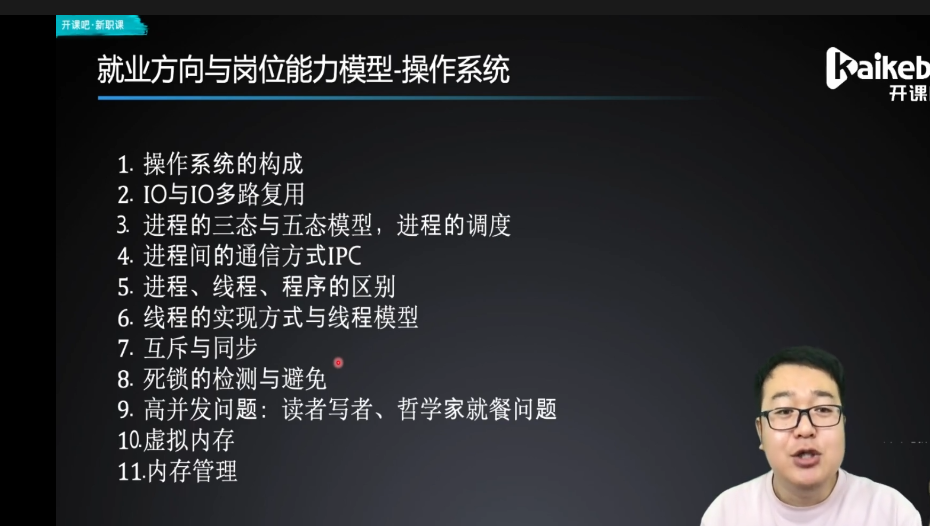 开课吧·新职课
就业方向与岗位能力模型-操作系统
Kaikeb
开课
1. 操作系统的构成
2. IO与IO多路复用
3. 进程的三态与五态模型，进程的调度
4. 进程间的通信方式IPC
5. 进程、线程、程序的区别
6. 线程的实现方式与线程模型
7. 互斥与同步
8. 死锁的检测与避免
9. 高并发问题：读者写者、哲学家就餐问题
10.虚拟内存
11.内存管理